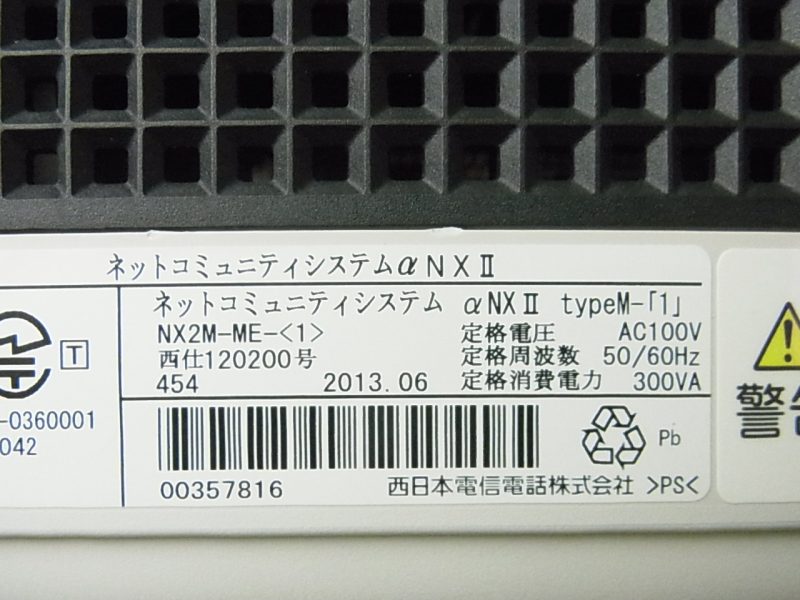 ネットコミュニティシステムαNXⅡ
ネットコミュニティシステム αNXⅡ typeM-「1」
NX2M-ME-<1> 定格電圧 AC100V
西仕120200号 定格周波数 50/60Hz
454 2013.06 定格消費電力 300VA
T
-0360001
042
00357816
西日本電信電話株式会社 >PS<
Pb
警